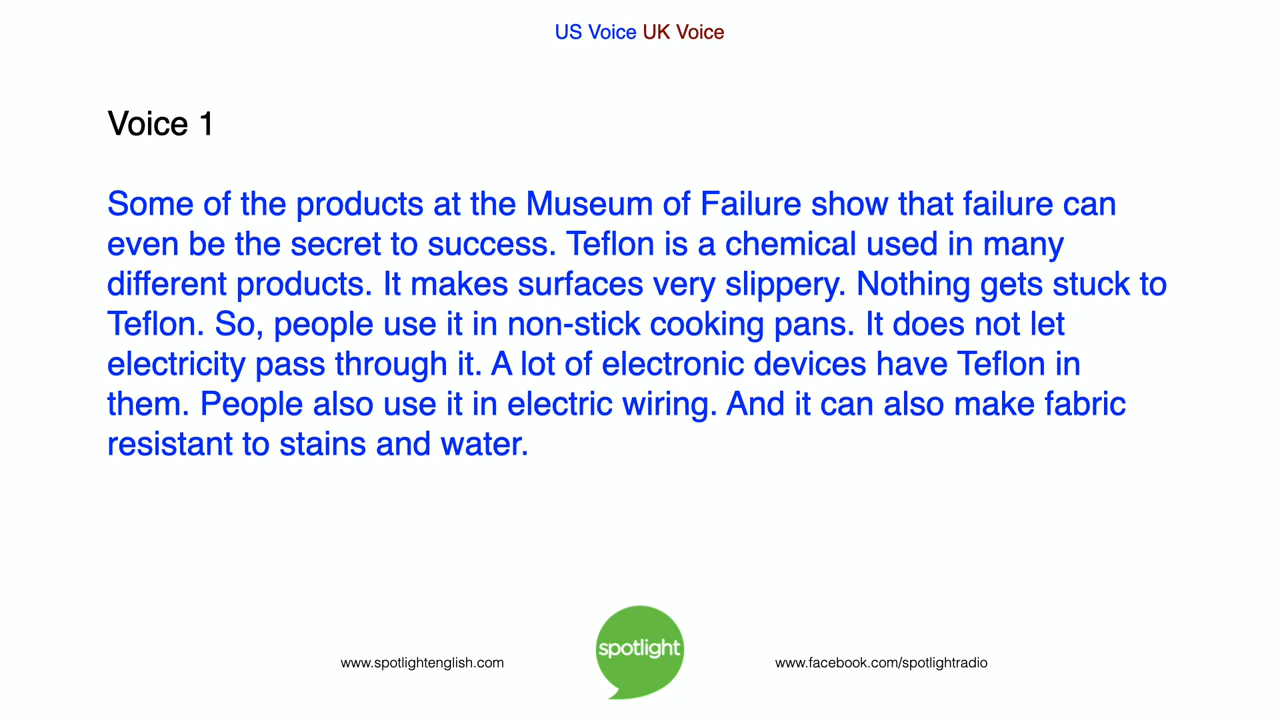 US Voice UK Voice
Voice 1
Some of the products at the Museum of Failure show that failure can
even be the secret to success. Teflon is a chemical used in many
different products. It makes surfaces very slippery. Nothing gets stuck to
Teflon. So, people use it in non-stick cooking pans. It does not let
electricity pass through it. A lot of electronic devices have Teflon in
them. People also use it in electric wiring. And it can also make fabric
resistant to stains and water.
www.spotlightenglish.com
spotlight
www.facebook.com/spotlightradio